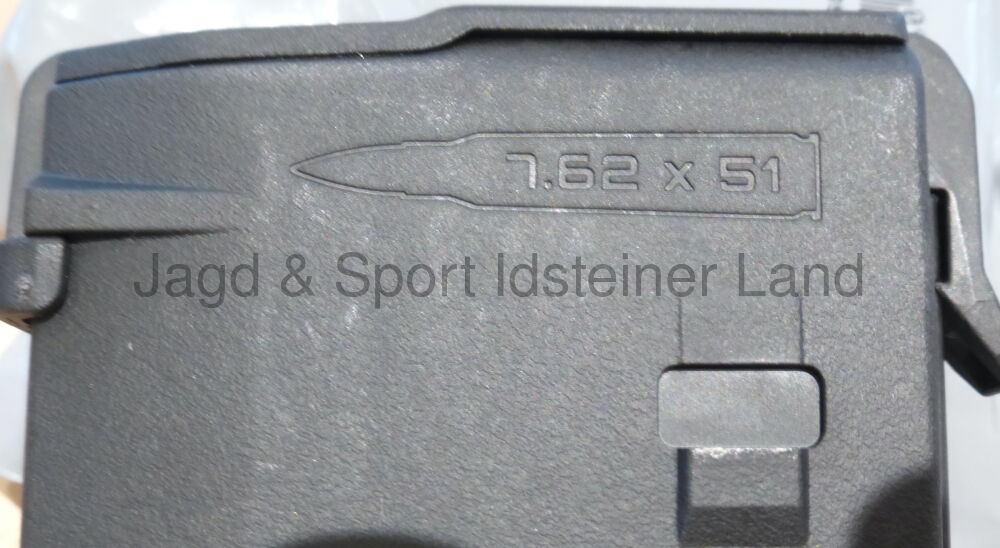 7.62 x 51
Jagd & Sport Idsteiner Land